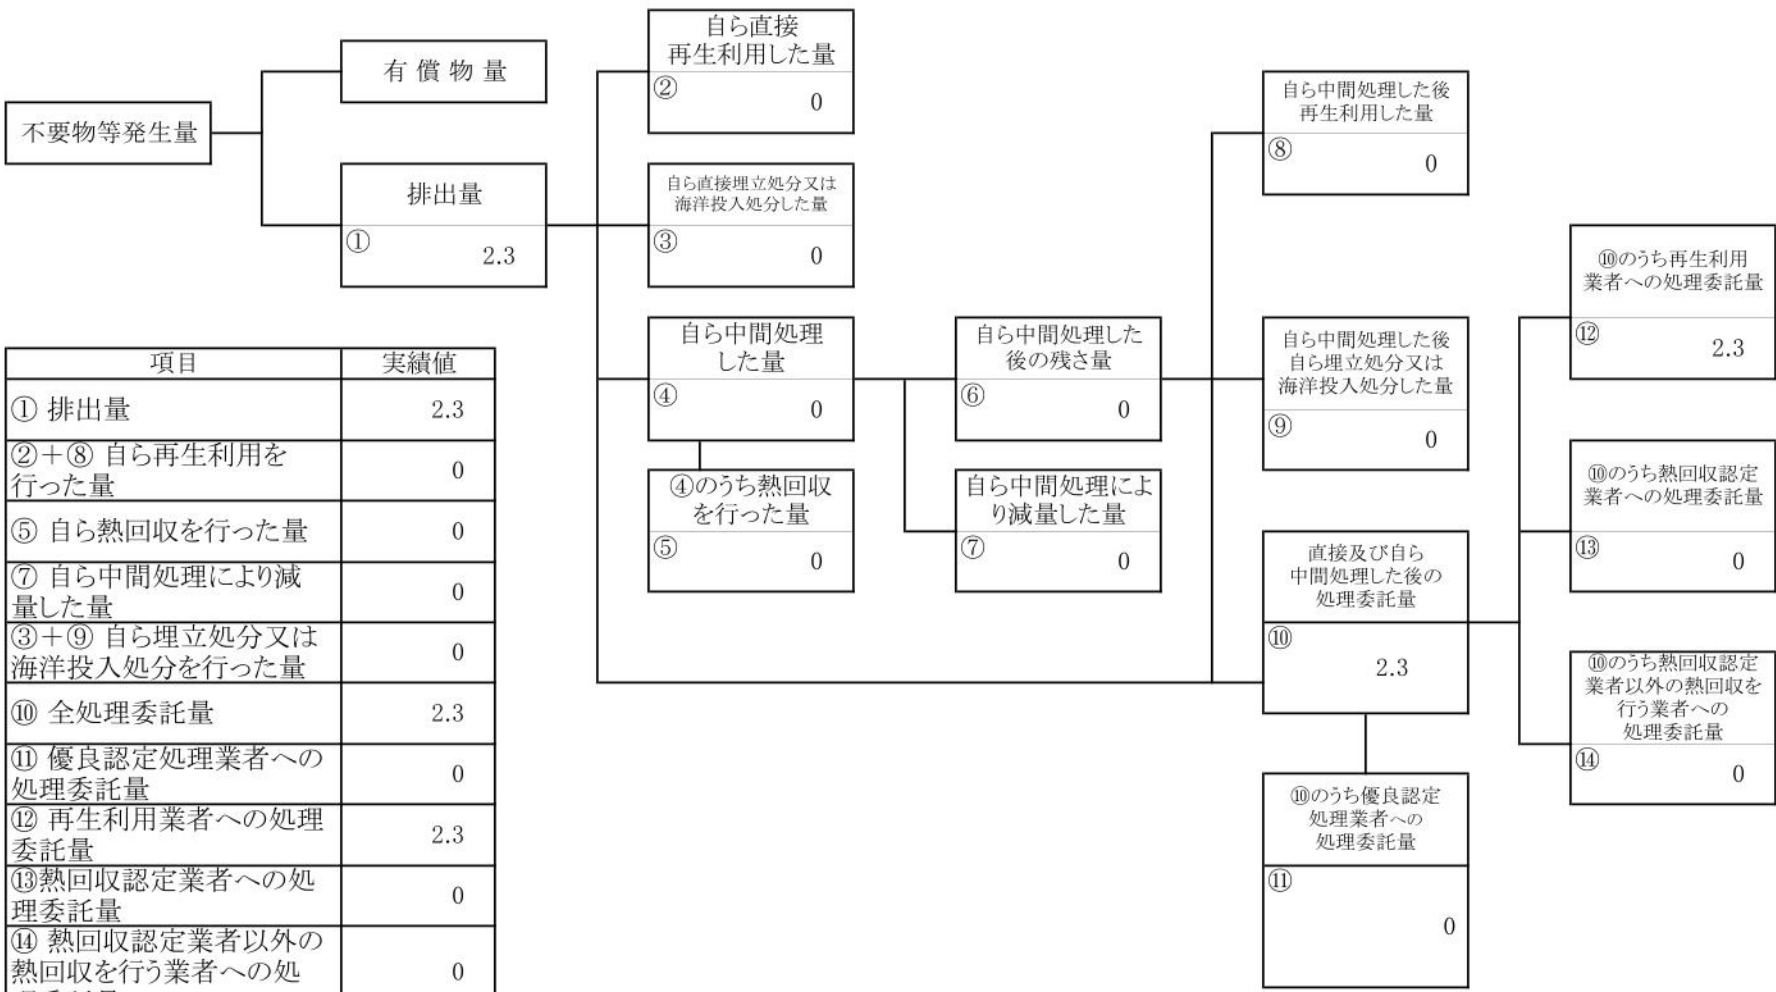 不要物等発生量
有 償 物 量
排出量
①
2.3
自ら直接
再生利用した量
②
0
自ら直接埋立処分又は
海洋投入処分した量
③
0
自ら中間処理
した量
④
0
④のうち熱回収
を行った量
⑤
0
自ら中間処理した
後の残さ量
⑥
0
自ら中間処理によ
り減量した量
⑦
0
自ら中間処理した後
再生利用した量
⑧
0
自ら中間処理した後
自ら埋立処分又は
海洋投入処分した量
⑨
0
直接及び自ら
中間処理した後の
処理委託量
⑩
2.3
⑩のうち優良認定
処理業者への
処理委託量
⑪
0
⑩のうち再生利用
業者への処理委託量
⑫
2.3
⑩のうち熱回収認定
業者への処理委託量
⑬
0
⑩のうち熱回収認定
業者以外の熱回収を
行う業者への
処理委託量
⑭
0
項目 実績値
① 排出量 2.3
②＋⑧ 自ら再生利用を
行った量 0
⑤ 自ら熱回収を行った量 0
⑦ 自ら中間処理により減
量した量 0
③＋⑨ 自ら埋立処分又は
海洋投入処分を行った量 0
⑩ 全処理委託量 2.3
⑪ 優良認定処理業者への
処理委託量 0
⑫ 再生利用業者への処理
委託量 2.3
⑬熱回収認定業者への処
理委託量 0
⑭ 熱回収認定業者以外の
熱回収を行う業者への処 0